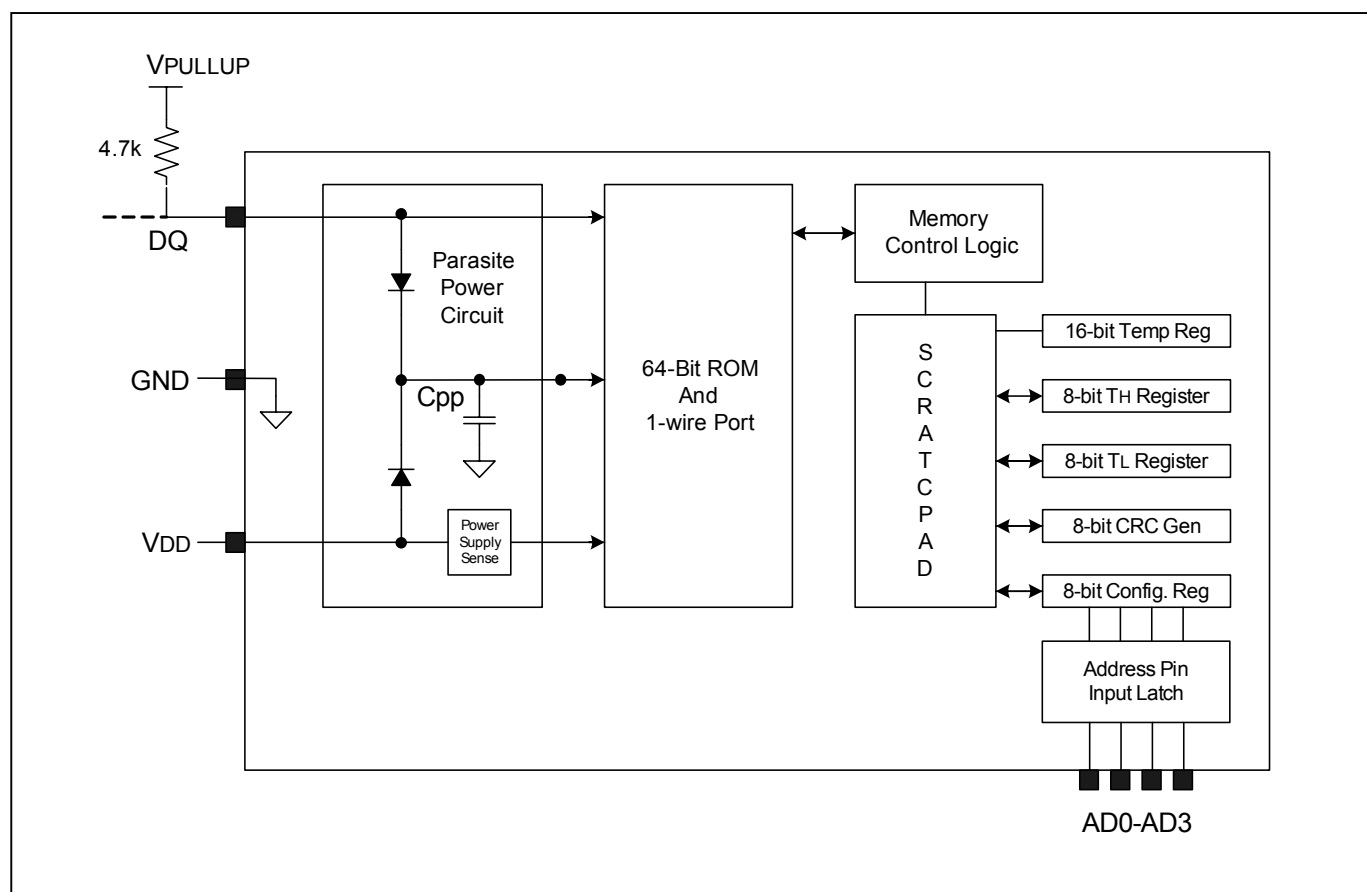 VPULLUP
4.7k
DQ
GND
VDD
Parasite
Power
Circuit
Cpp
Power
Supply
Sense
64-Bit ROM
And
1-wire Port
Memory
Control Logic
S
C
R
A
T
C
P
A
D
16-bit Temp Reg
8-bit TH Register
8-bit TL Register
8-bit CRC Gen
8-bit Config. Reg
Address Pin
Input Latch
AD0-AD3